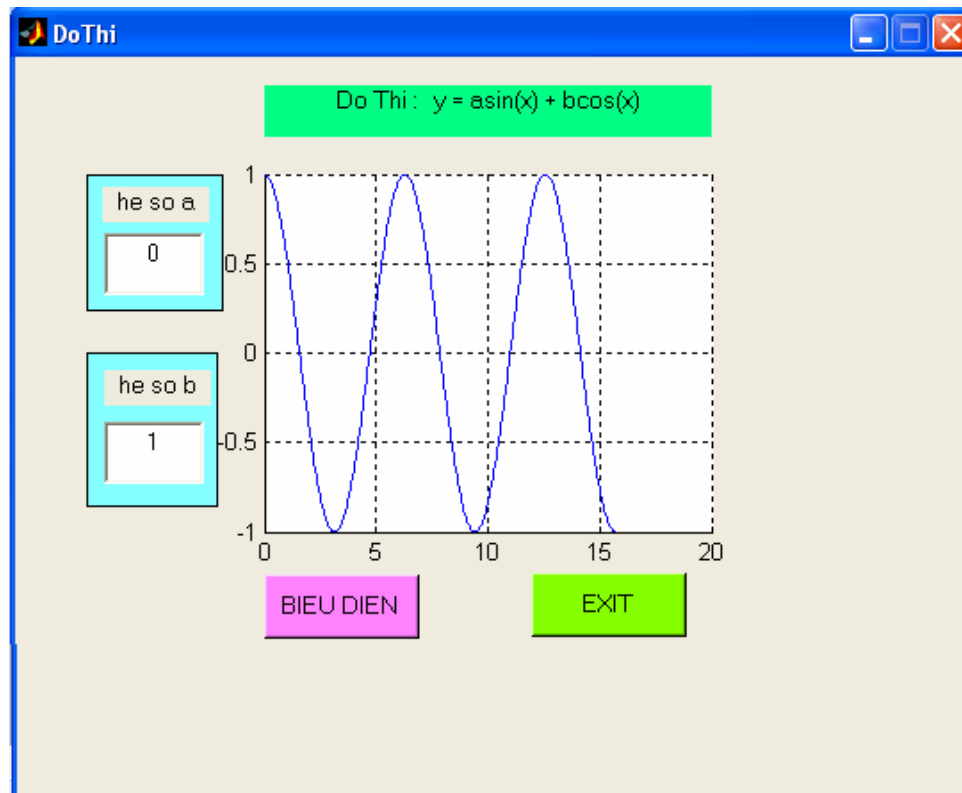 DoThi
Do Thi : y = asin(x) + bcos(x)
he so a
0
he so b
1
1
0.5
0
-0.5
-1
0 5 10 15 20
BIEU DIEN
EXIT